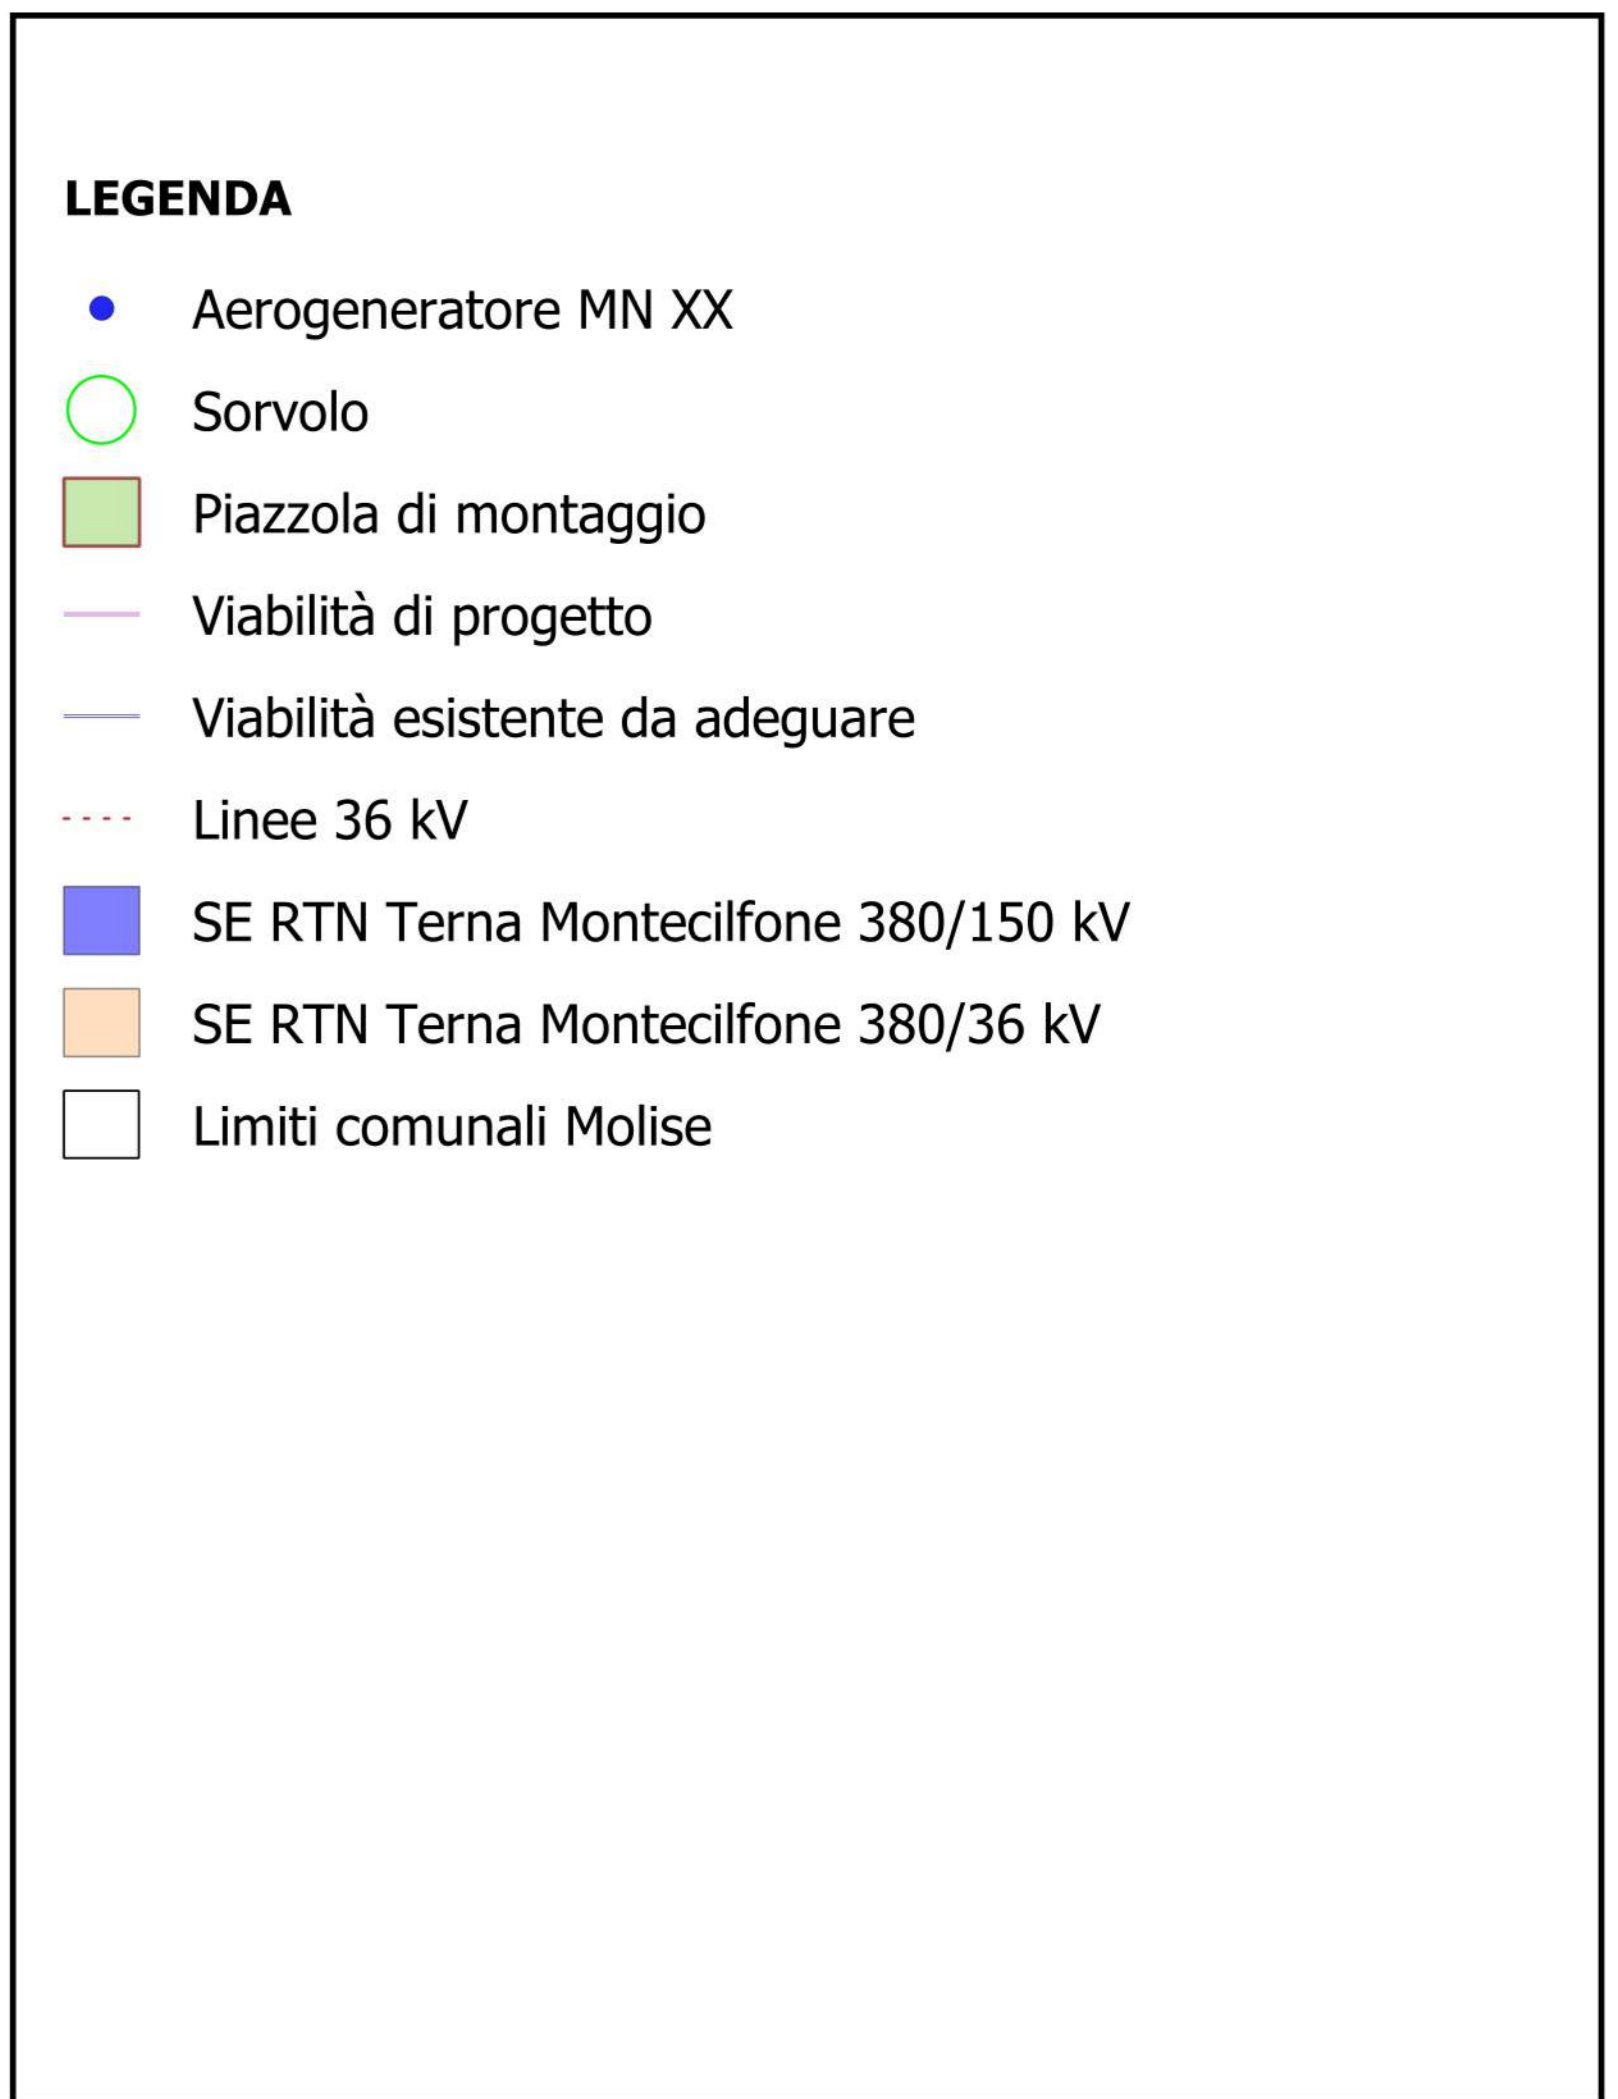 LEGENDA
Aerogeneratore MN XX
Sorvolo
Piazzola di montaggio
Viabilità di progetto
Viabilità esistente da adeguare
Linee 36 kV
SE RTN Terna Montecilfone 380/150 kV
SE RTN Terna Montecilfone 380/36 kV
Limiti comunali Molise